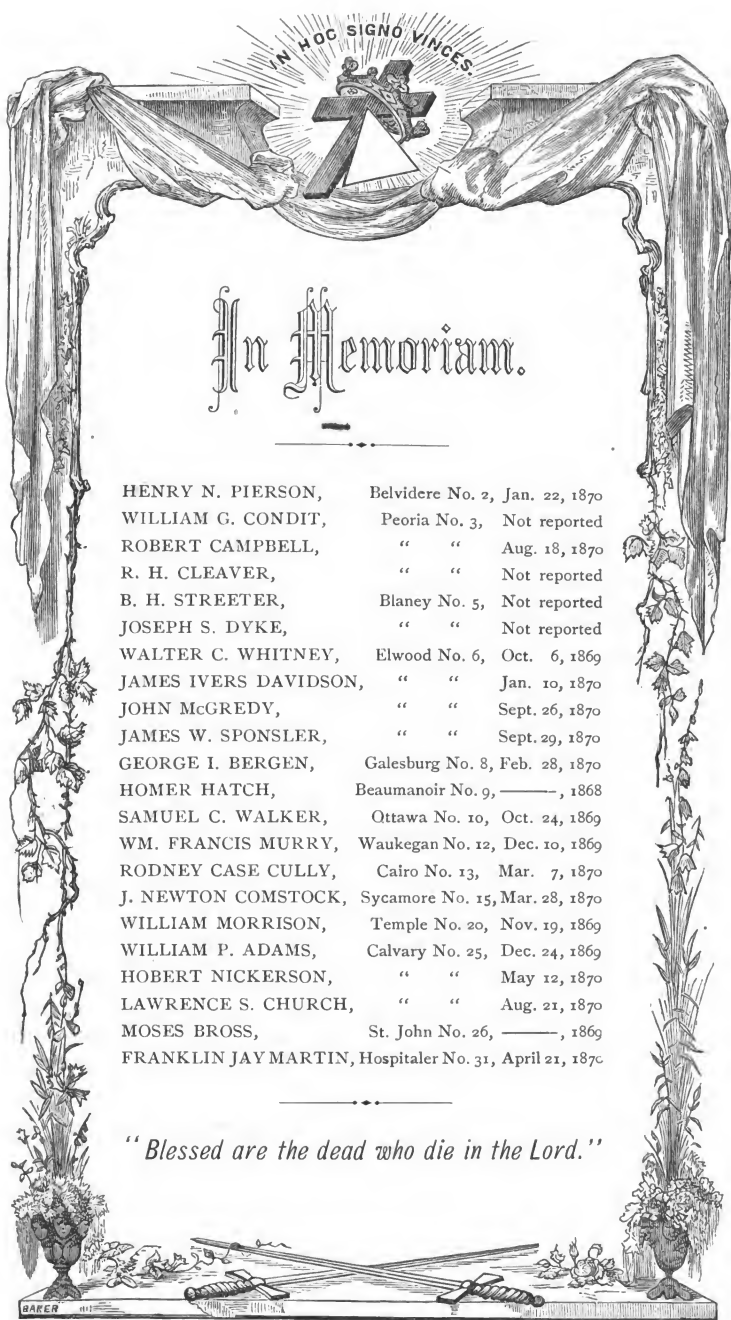 IN HOC SIGNO VINCES.
In Memoriam.
HENRY N. PIERSON, Belvidere No. 2, Jan. 22, 1870
WILLIAM G. CONDIT, Peoria No. 3, Not reported
ROBERT CAMPBELL, “ “ Aug. 18, 1870
R. H. CLEAVER, “ “ Not reported
B. H. STREETER, Blaney No. 5, Not reported
JOSEPH S. DYKE, “ “ Not reported
WALTER C. WHITNEY, Elwood No. 6, Oct. 6, 1869
JAMES IVERS DAVIDSON, “ “ Jan. 10, 1870
JOHN McGREDY, “ “ Sept. 26, 1870
JAMES W. SPONSLER, “ “ Sept. 29, 1870
GEORGE I. BERGEN, Galesburg No. 8, Feb. 28, 1870
HOMER HATCH, Beaumanoir No. 9, ———, 1868
SAMUEL C. WALKER, Ottawa No. 10, Oct. 24, 1869
WM. FRANCIS MURRY, Waukegan No. 12, Dec. 10, 1869
RODNEY CASE CULLY, Cairo No. 13, Mar. 7, 1870
J. NEWTON COMSTOCK, Sycamore No. 15, Mar. 28, 1870
WILLIAM MORRISON, Temple No. 20, Nov. 19, 1869
WILLIAM P. ADAMS, Calvary No. 25, Dec. 24, 1869
HOBERT NICKERSON, “ “ May 12, 1870
LAWRENCE S. CHURCH, “ “ Aug. 21, 1870
MOSES BROSS, St. John No. 26, ———, 1869
FRANKLIN JAY MARTIN, Hospitaler No. 31, April 21, 1870
"Blessed are the dead who die in the Lord."
BAKER